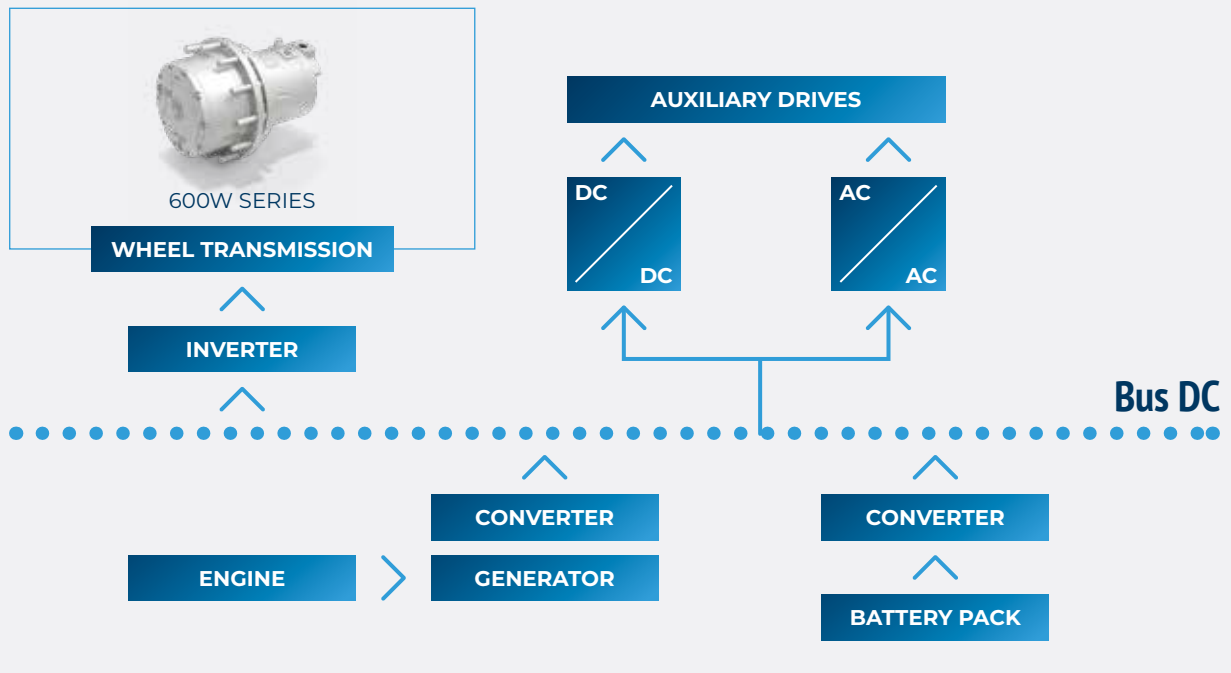 600W SERIES
WHEEL TRANSMISSION
INVERTER
AUXILIARY DRIVES
DC
DC
AC
AC
Bus DC
CONVERTER
CONVERTER
ENGINE
GENERATOR
BATTERY PACK